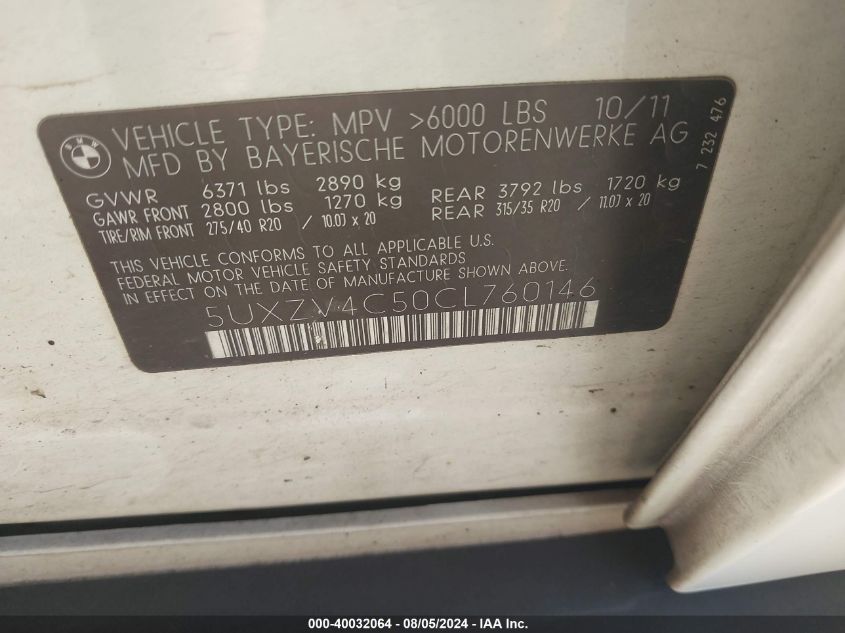 BMW
VEHICLE TYPE: MPV >6000 LBS 10/11
MFD BY BAYERISCHE MOTORENWERKE AG
GVWR 6371 lbs 2890 kg
GAWR FRONT 2800 lbs 1270 kg REAR 3792 lbs 1720 kg
TIRE/RIM FRONT 275/40 R20 / 10.0J x 20 REAR 315/35 R20 / 11.0J x 20
THIS VEHICLE CONFORMS TO ALL APPLICABLE U.S.
FEDERAL MOTOR VEHICLE SAFETY STANDARDS
IN EFFECT ON THE DATE OF MANUFACTURE SHOWN ABOVE.
5UXZV4C50CL760146
7 232 476
000-40032064 - 08/05/2024 - IAA Inc.